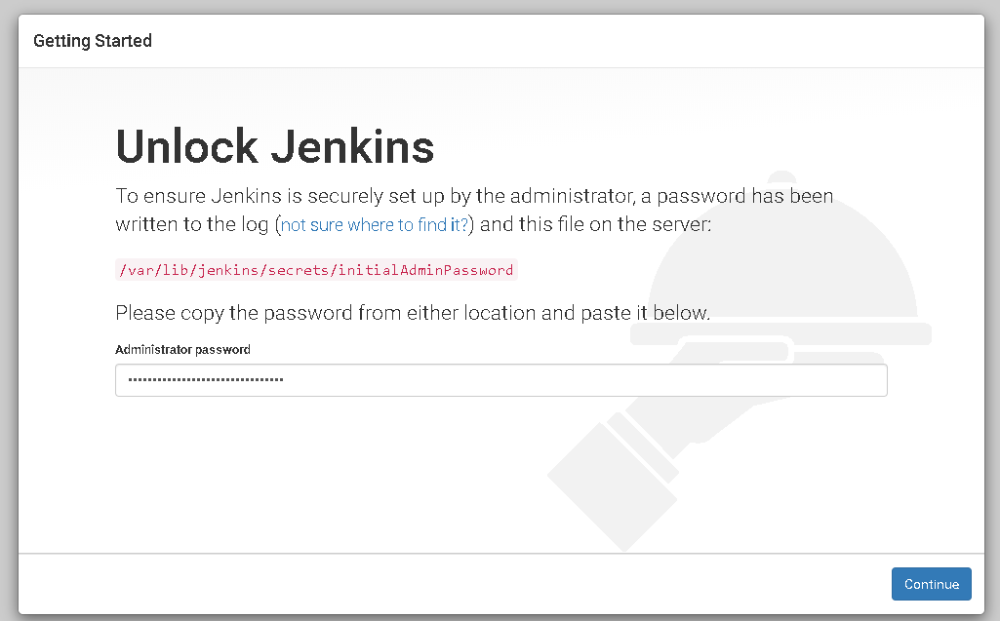 Getting Started
Unlock Jenkins
To ensure Jenkins is securely set up by the administrator, a password has been
written to the log (not sure where to find it?) and this file on the server:
/var/lib/jenkins/secrets/initialAdminPassword
Please copy the password from either location and paste it below.
Administrator password
••••••••••••••••••••••••••••••••
Continue